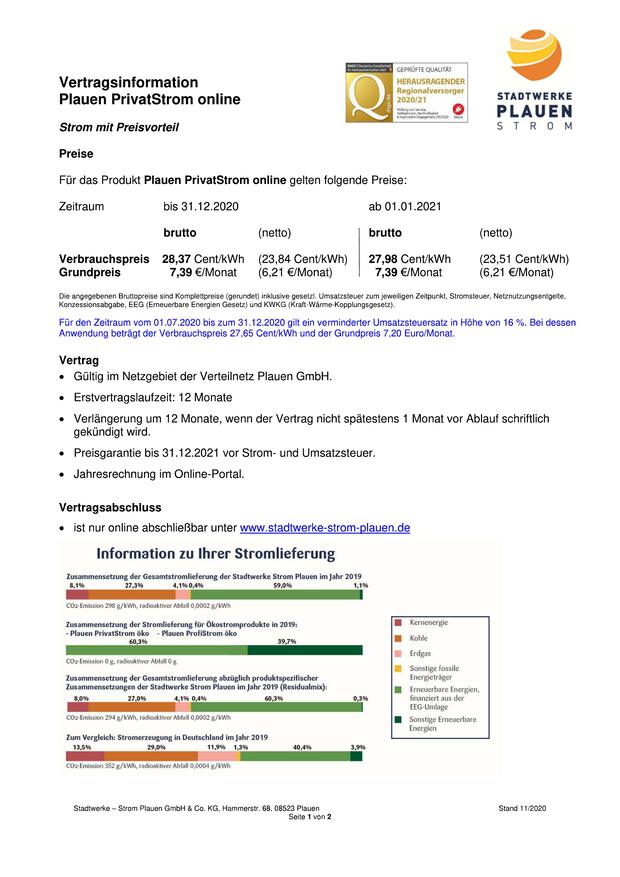 Vertragsinformation
Plauen PrivatStrom online
Strom mit Preisvorteil
GEPRÜFTE QUALITÄT
HERAUSRAGENDER
Regionalversorger
2020/21
STADTWERKE
PLAUEN
STROM
Preise
Für das Produkt Plauen PrivatStrom online gelten folgende Preise:
Zeitraum bis 31.12.2020 ab 01.01.2021
brutto (netto) brutto (netto)
Verbrauchspreis 28,37 Cent/kWh (23,84 Cent/kWh) 27,98 Cent/kWh (23,51 Cent/kWh)
Grundpreis 7,39 €/Monat (6,21 €/Monat) 7,39 €/Monat (6,21 €/Monat)
Die angegebenen Bruttopreise sind Komplettpreise (gerundet) inklusive gesetzl. Umsatzsteuer zum jeweiligen Zeitpunkt, Stromsteuer, Netznutzungsentgelte,
Konzessionsabgabe, EEG (Erneuerbare Energien Gesetz) und KWKG (Kraft-Wärme-Kopplungsgesetz).
Für den Zeitraum vom 01.07.2020 bis zum 31.12.2020 gilt ein verminderter Umsatzsteuersatz in Höhe von 16 %. Bei dessen
Anwendung beträgt der Verbrauchspreis 27,65 Cent/kWh und der Grundpreis 7,20 Euro/Monat.
Vertrag
• Gültig im Netzgebiet der Verteilnetz Plauen GmbH.
• Erstvertragslaufzeit: 12 Monate
• Verlängerung um 12 Monate, wenn der Vertrag nicht spätestens 1 Monat vor Ablauf schriftlich
gekündigt wird.
• Preisgarantie bis 31.12.2021 vor Strom- und Umsatzsteuer.
• Jahresrechnung im Online-Portal.
Vertragsabschluss
• ist nur online abschließbar unter www.stadtwerke-strom-plauen.de
Information zu Ihrer Stromlieferung
Zusammensetzung der Gesamtstromlieferung der Stadtwerke Strom Plauen im Jahr 2019
8,1% 27,3% 4,1% 0,4% 59,0% 1,1%
CO₂-Emission 298 g/kWh, radioaktiver Abfall 0,0002 g/kWh
Zusammensetzung der Stromlieferung für Ökostromprodukte in 2019:
- Plauen PrivatStrom öko - Plauen ProfiStrom öko
60,3% 39,7%
CO₂-Emission 0 g, radioaktiver Abfall 0 g
Zusammensetzung der Gesamtstromlieferung abzüglich produktspezifischer
Zusammensetzungen der Stadtwerke Strom Plauen im Jahr 2019 (Residualmix):
8,0% 27,0% 4,1% 0,4% 60,3% 0,3%
CO₂-Emission 294 g/kWh, radioaktiver Abfall 0,0002 g/kWh
Zum Vergleich: Stromerzeugung in Deutschland im Jahr 2019
13,5% 29,0% 11,9% 1,3% 40,4% 3,9%
CO₂-Emission 352 g/kWh, radioaktiver Abfall 0,0004 g/kWh
Kernenergie
Kohle
Erdgas
Sonstige fossile
Energieträger
Erneuerbare Energien,
finanziert aus der
EEG-Umlage
Sonstige Erneuerbare
Energien
Stadtwerke – Strom Plauen GmbH & Co. KG, Hammerstr. 68, 08523 Plauen Stand 11/2020
Seite 1 von 2